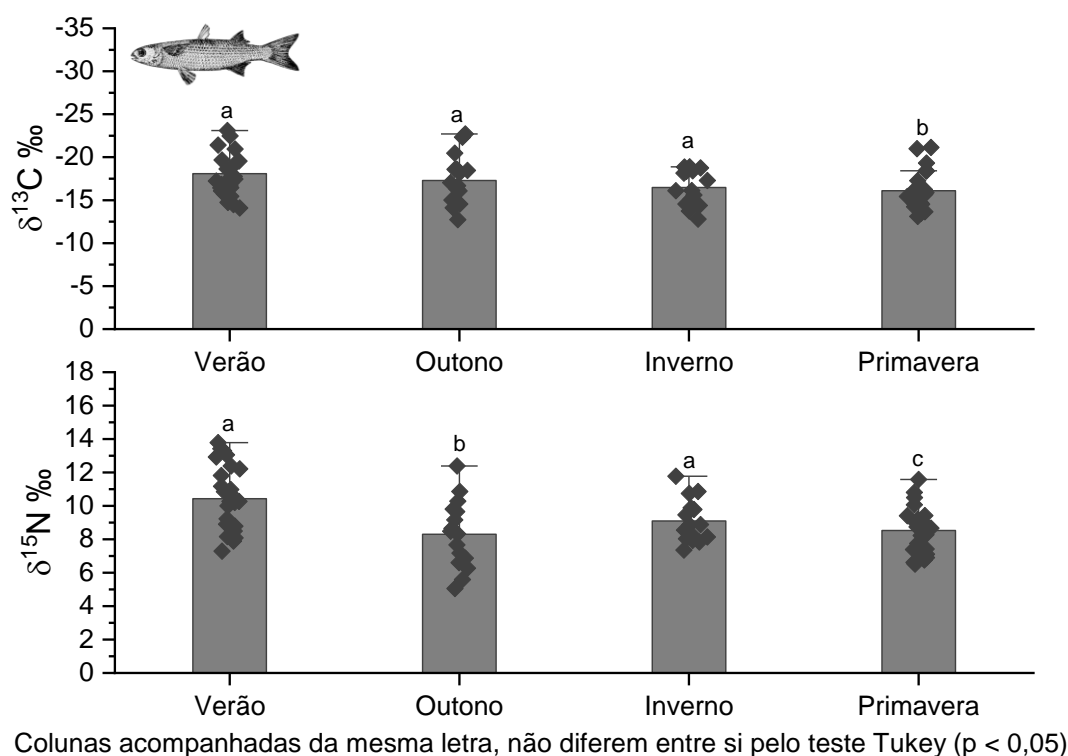 -35
-30
-25
-20
-15
-10
-5
0
δ¹³C ‰
a
a
a
b
Verão
Outono
Inverno
Primavera
18
16
14
12
10
8
6
4
2
0
δ¹⁵N ‰
a
b
a
c
Verão
Outono
Inverno
Primavera
Colunas acompanhadas da mesma letra, não diferem entre si pelo teste Tukey (p < 0,05)